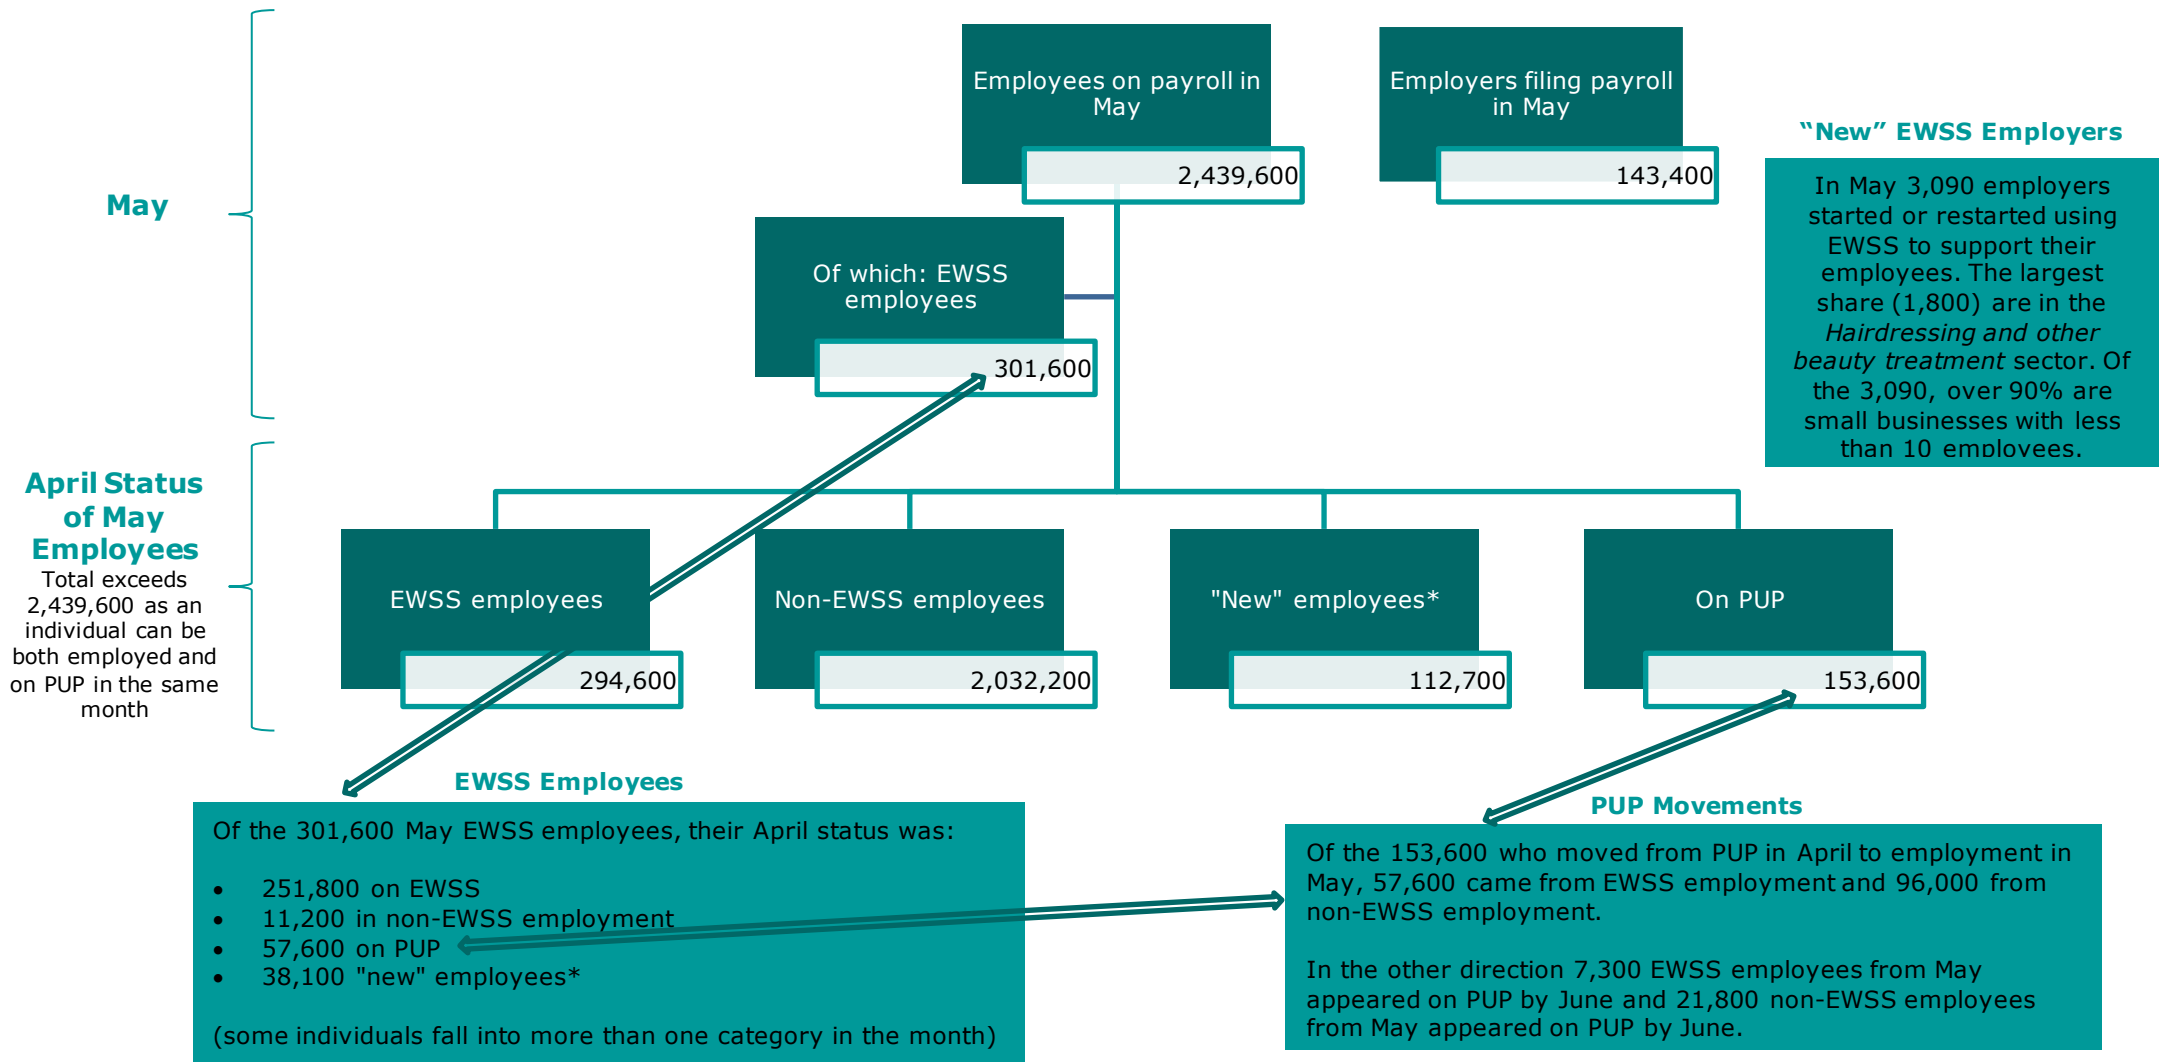 May
Employees on payroll in
May
2,439,600
Employers filing payroll
in May
143,400
Of which: EWSS
employees
301,600
“New” EWSS Employers
In May 3,090 employers
started or restarted using
EWSS to support their
employees. The largest
share (1,800) are in the
Hairdressing and other
beauty treatment sector. Of
the 3,090, over 90% are
small businesses with less
than 10 employees.
April Status
of May
Employees
Total exceeds
2,439,600 as an
individual can be
both employed and
on PUP in the same
month
EWSS employees
294,600
Non-EWSS employees
2,032,200
"New" employees*
112,700
On PUP
153,600
EWSS Employees
Of the 301,600 May EWSS employees, their April status was:
• 251,800 on EWSS
• 11,200 in non-EWSS employment
• 57,600 on PUP
• 38,100 "new" employees*
(some individuals fall into more than one category in the month)
PUP Movements
Of the 153,600 who moved from PUP in April to employment in
May, 57,600 came from EWSS employment and 96,000 from
non-EWSS employment.
In the other direction 7,300 EWSS employees from May
appeared on PUP by June and 21,800 non-EWSS employees
from May appeared on PUP by June.